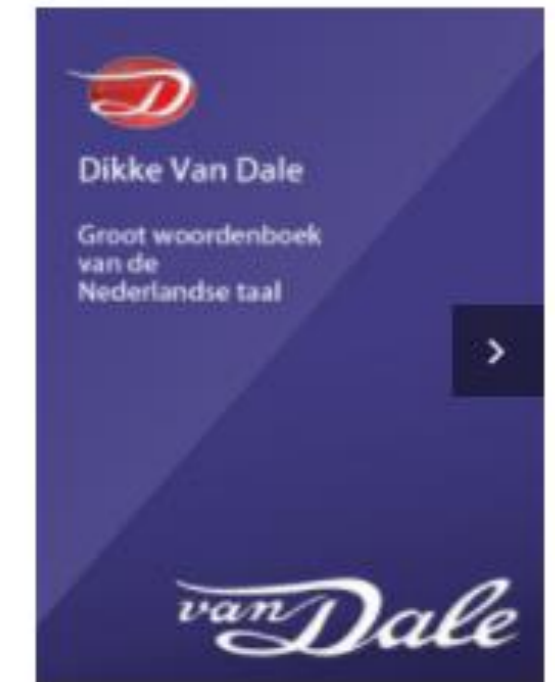 D
Dikke Van Dale
Groot woordenboek
van de
Nederlandse taal
van Dale